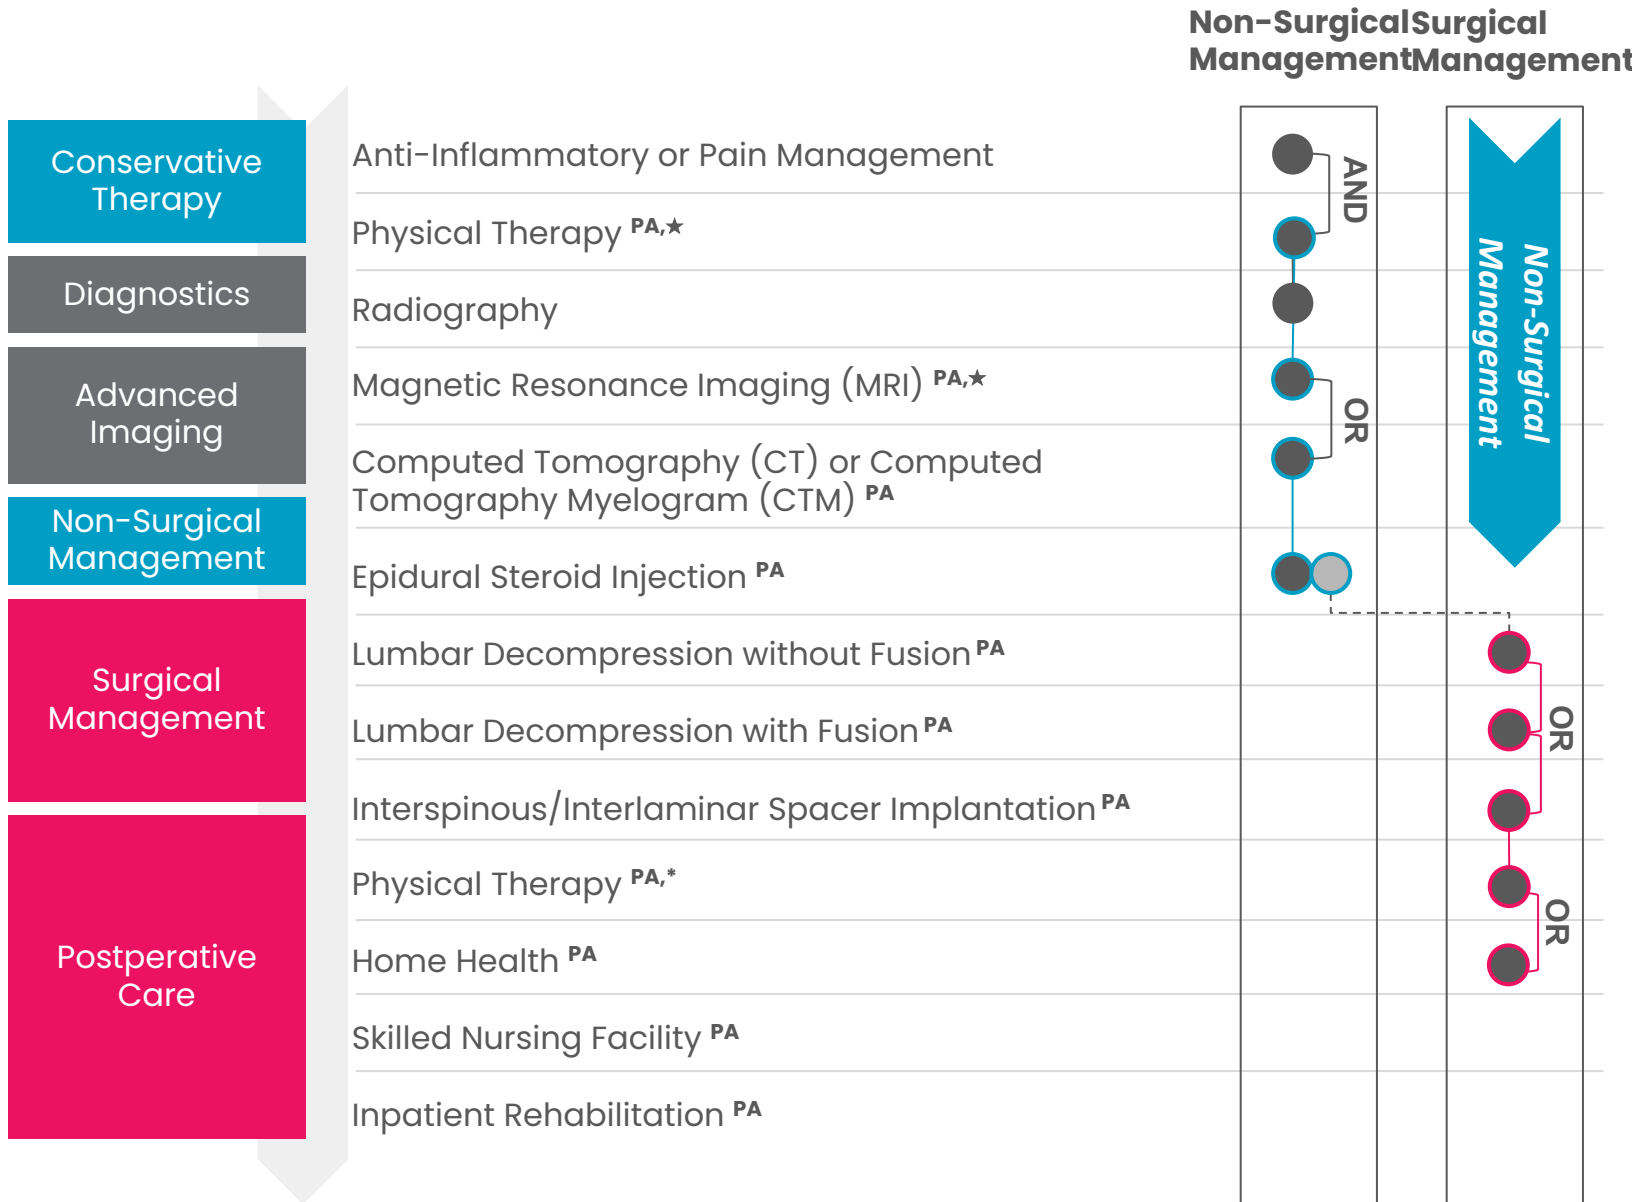 Non-Surgical
Management
Surgical
Management
Conservative
Therapy
Anti-Inflammatory or Pain Management
AND
Physical Therapy PA,★
Diagnostics
Radiography
Non-Surgical
Management
Advanced
Imaging
Magnetic Resonance Imaging (MRI) PA,★
OR
Computed Tomography (CT) or Computed
Tomography Myelogram (CTM) PA
Non-Surgical
Management
Epidural Steroid Injection PA
Surgical
Management
Lumbar Decompression without Fusion PA
Lumbar Decompression with Fusion PA
OR
Interspinous/Interlaminar Spacer Implantation PA
Postperative
Care
Physical Therapy PA,*
OR
Home Health PA
Skilled Nursing Facility PA
Inpatient Rehabilitation PA